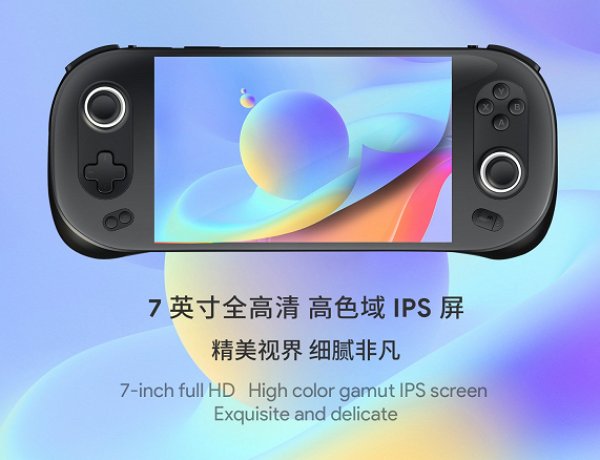 Y
X B
A
7 英寸全高清 高色域 IPS 屏
精美视界 细腻非凡
7-inch full HD High color gamut IPS screen
Exquisite and delicate